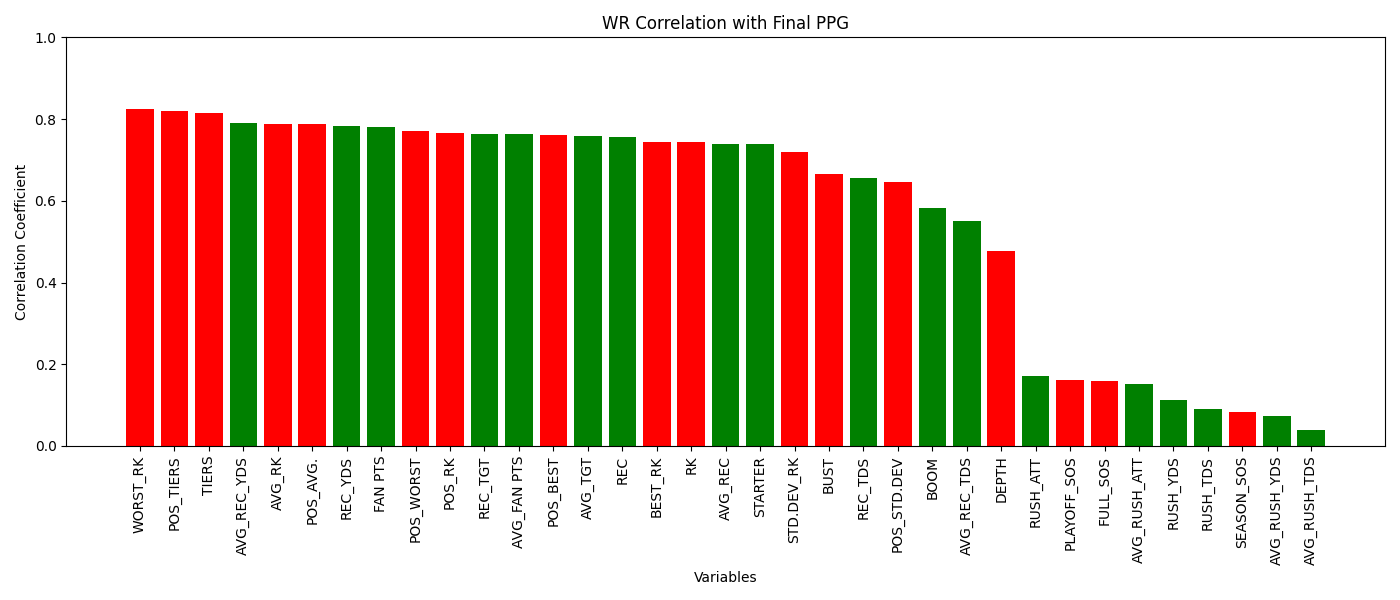 WR Correlation with Final PPG
1.0
0.8
0.6
0.4
0.2
0.0
Correlation Coefficient
WORST_RK
POS_TIERS
TIERS
AVG_REC_YDS
AVG_RK
POS_AVG.
REC_YDS
FAN PTS
POS_WORST
POS_RK
REC_TGT
AVG_FAN PTS
POS_BEST
AVG_TGT
REC
BEST_RK
RK
AVG_REC
STARTER
STD.DEV_RK
BUST
REC_TDS
POS_STD.DEV
BOOM
AVG_REC_TDS
DEPTH
RUSH_ATT
PLAYOFF_SOS
FULL_SOS
AVG_RUSH_ATT
RUSH_YDS
RUSH_TDS
SEASON_SOS
AVG_RUSH_YDS
AVG_RUSH_TDS
Variables